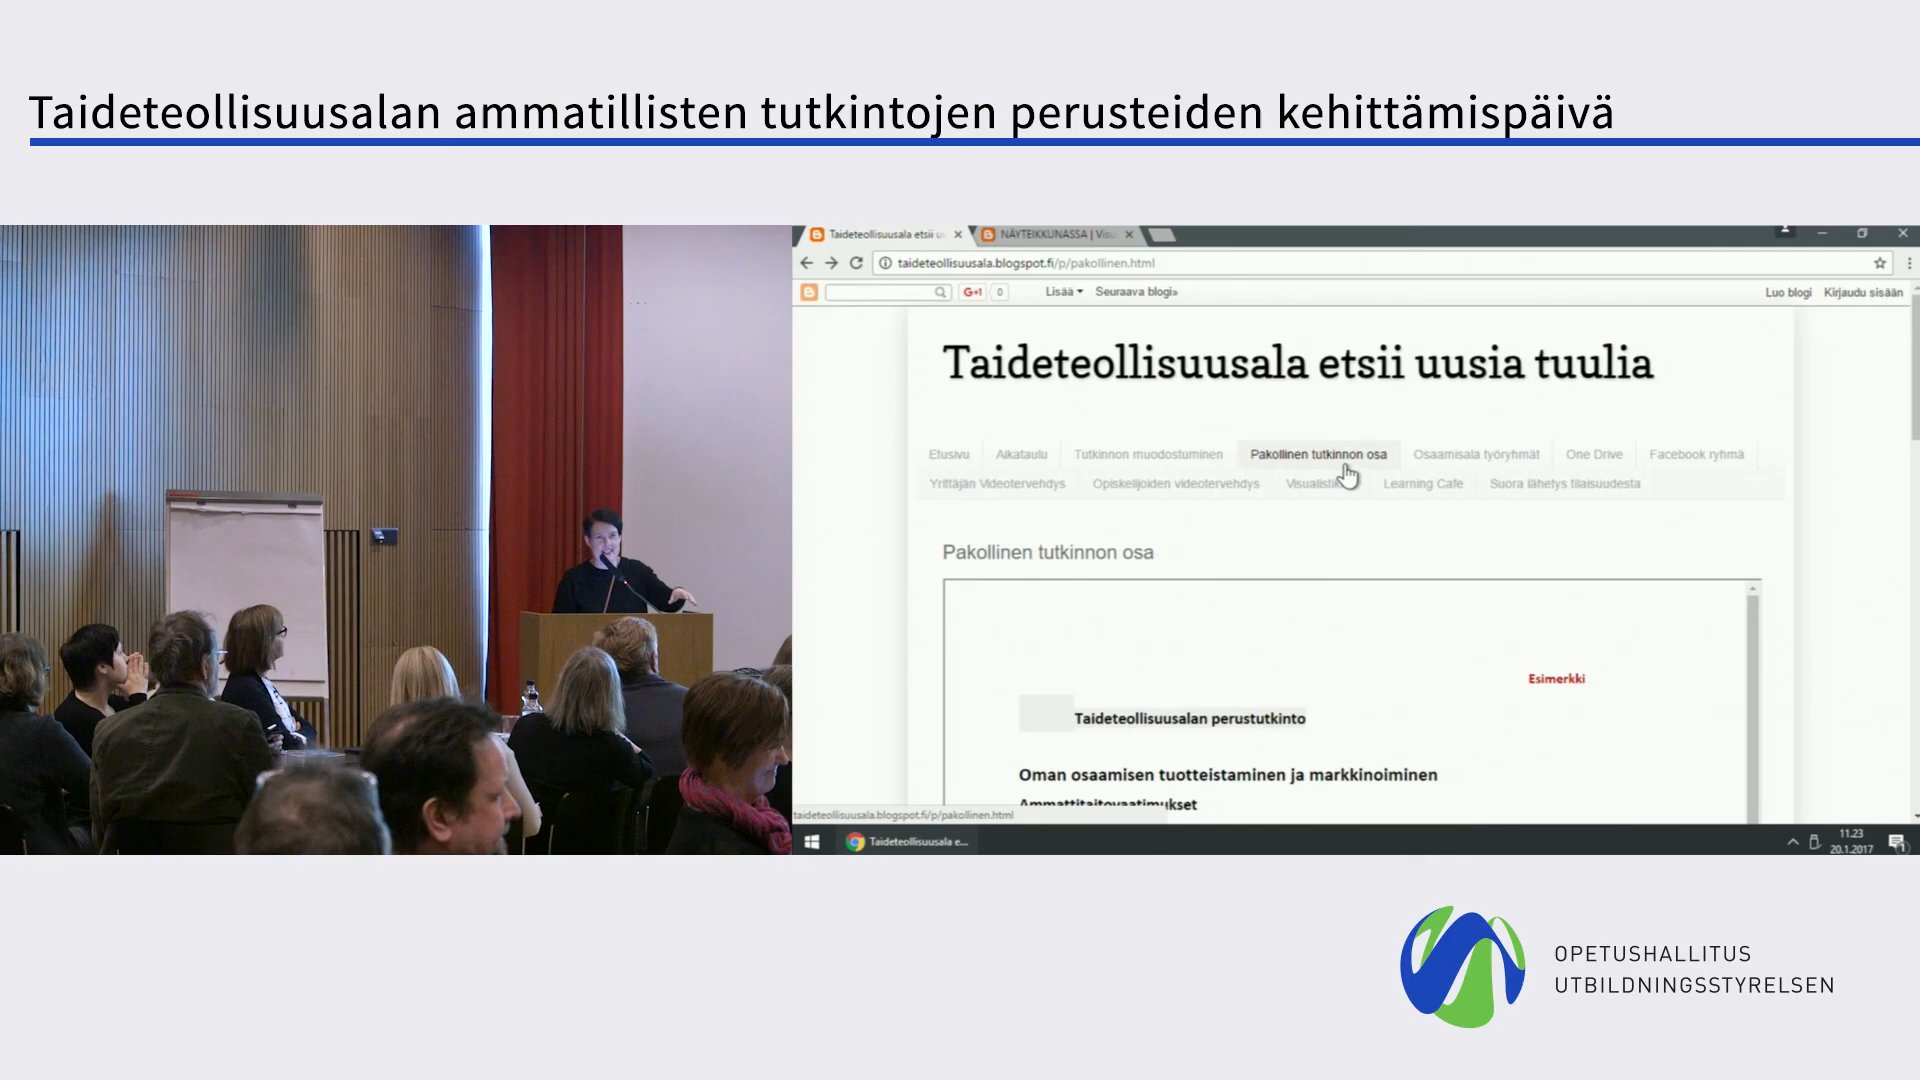 Taideteollisuusalan ammatillisten tutkintojen perusteiden kehittämispäivä
Taideteollisuusala etsii u
NÄYTEIKKUNASSA | Visu
taideteollisuusala.blogspot.fi/p/pakollinen.html
G+1 0 Lisää Seuraava blogi» Luo blogi Kirjaudu sisään
Taideteollisuusala etsii uusia tuulia
Etusivu Aikataulu Tutkinnon muodostuminen Pakollinen tutkinnon osa Osaamisala työryhmät One Drive Facebook ryhmä
Yrittäjän Videotervehdys Opiskelijoiden videotervehdys Learning Cafe Suora lähetys tilaisuudesta
Pakollinen tutkinnon osa
Esimerkki
Taideteollisuusalan perustutkinto
Oman osaamisen tuotteistaminen ja markkinoiminen
Ammattitaitovaatimukset
taideteollisuusala.blogspot.fi/p/pakollinen.html
Taideteollisuusala e...
11.23
20.1.2017
OPETUSHALLITUS
UTBILDNINGSSTYRELSEN